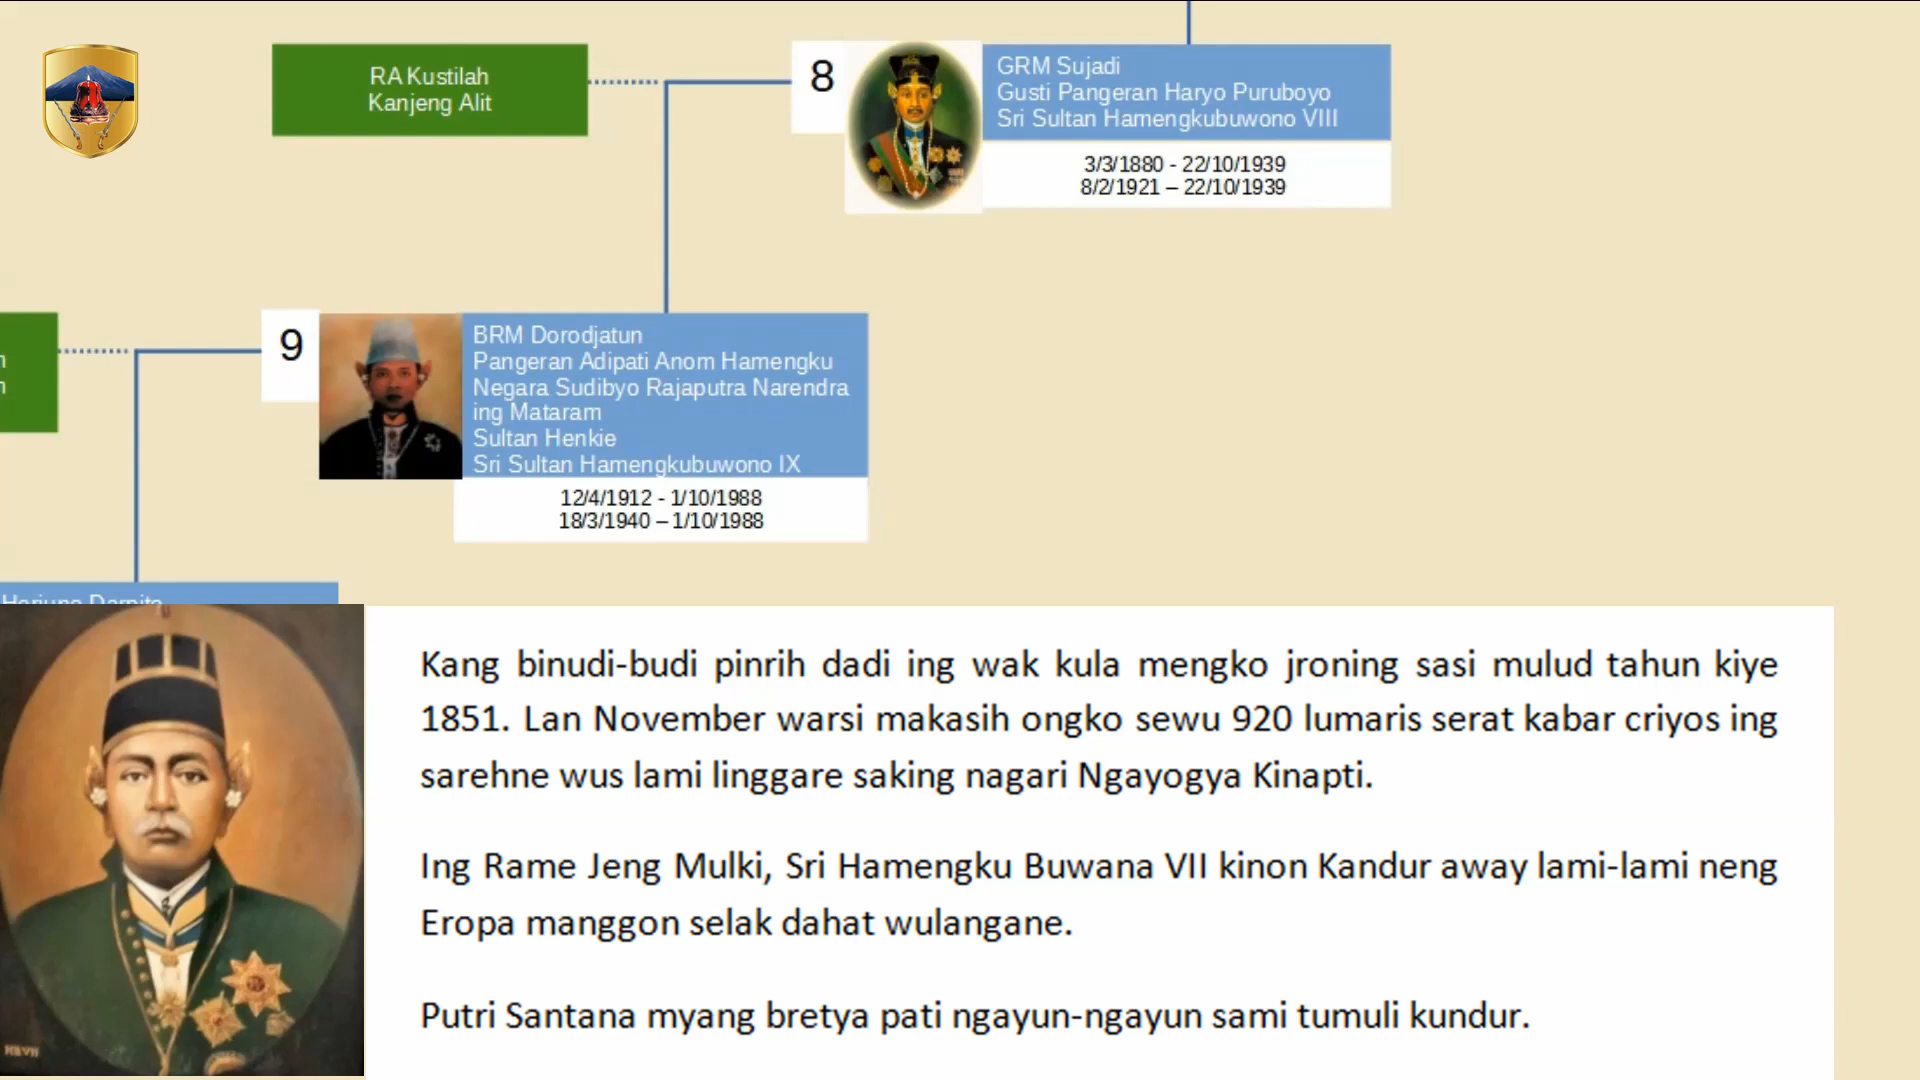 RA Kustilah
Kanjeng Alit
8
GRM Sujadi
Gusti Pangeran Haryo Puruboyo
Sri Sultan Hamengkubuwono VIII
3/3/1880 - 22/10/1939
8/2/1921 – 22/10/1939
9
BRM Dorodjatun
Pangeran Adipati Anom Hamengku
Negara Sudibyo Rajaputra Narendra
ing Mataram
Sultan Henkie
Sri Sultan Hamengkubuwono IX
12/4/1912 - 1/10/1988
18/3/1940 – 1/10/1988
Kang binudi-budi pinrih dadi ing wak kula mengko jroning sasi mulud tahun kiye
1851. Lan November warsi makasih ongko sewu 920 lumaris serat kabar criyos ing
sarehne wus lami linggare saking nagari Ngayogya Kinapti.
Ing Rame Jeng Mulki, Sri Hamengku Buwana VII kinon Kandur away lami-lami neng
Eropa manggon selak dahat wulangane.
Putri Santana myang bretya pati ngayun-ngayun sami tumuli kundur.
HBVII